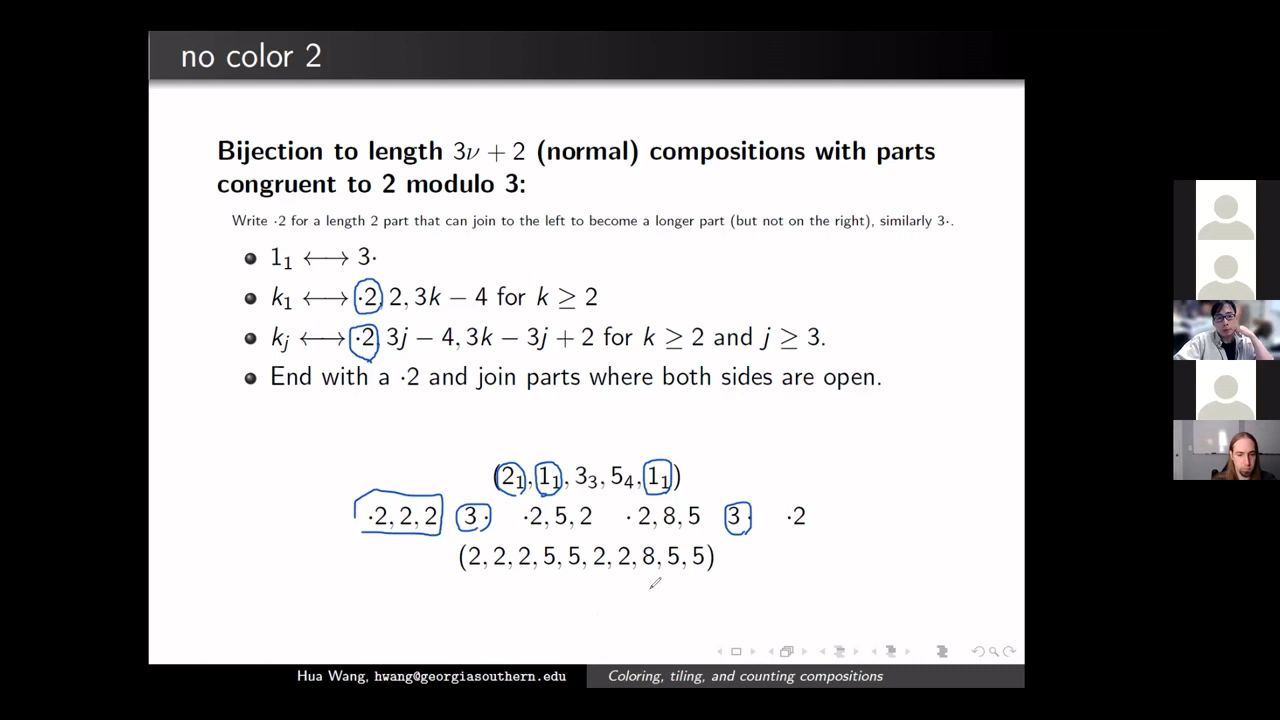 no color 2
Bijection to length 3ν + 2 (normal) compositions with parts
congruent to 2 modulo 3:
Write ·2 for a length 2 part that can join to the left to become a longer part (but not on the right), similarly 3·.
1₁ ⟷ 3·
k₁ ⟷ ·2, 2, 3k − 4 for k ≥ 2
kⱼ ⟷ ·2, 3j − 4, 3k − 3j + 2 for k ≥ 2 and j ≥ 3.
End with a ·2 and join parts where both sides are open.
(2₁, 1₁, 3₃, 5₄, 1₁)
·2, 2, 2 3· ·2, 5, 2 ·2, 8, 5 3· ·2
(2, 2, 2, 5, 5, 2, 2, 8, 5, 5)
Hua Wang, hwang@georgiasouthern.edu Coloring, tiling, and counting compositions